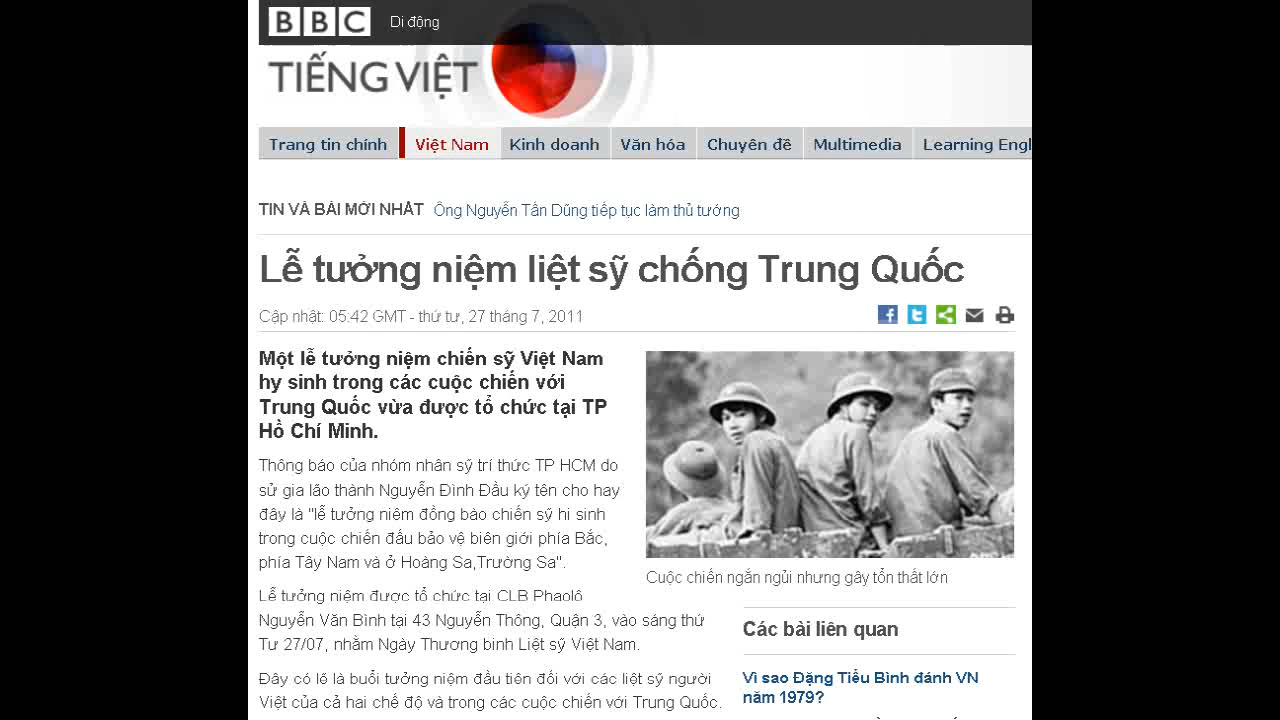 BBC Di động
TIẾNG VIỆT
Trang tin chính Việt Nam Kinh doanh Văn hóa Chuyên đề Multimedia Learning Engl
TIN VÀ BÀI MỚI NHẤT Ông Nguyễn Tấn Dũng tiếp tục làm thủ tướng
Lễ tưởng niệm liệt sỹ chống Trung Quốc
Cập nhật: 05:42 GMT - thứ tư, 27 tháng 7, 2011
Một lễ tưởng niệm chiến sỹ Việt Nam
hy sinh trong các cuộc chiến với
Trung Quốc vừa được tổ chức tại TP
Hồ Chí Minh.
Thông báo của nhóm nhân sỹ trí thức TP HCM do
sử gia lão thành Nguyễn Đình Đầu ký tên cho hay
đây là "lễ tưởng niệm đồng bào chiến sỹ hi sinh
trong cuộc chiến đấu bảo vệ biên giới phía Bắc,
phía Tây Nam và ở Hoàng Sa,Trường Sa".
Lễ tưởng niệm được tổ chức tại CLB Phaolô
Nguyễn Văn Bình tại 43 Nguyễn Thông, Quận 3, vào sáng thứ
Tư 27/07, nhằm Ngày Thương binh Liệt sỹ Việt Nam.
Đây có lẽ là buổi tưởng niệm đầu tiên đối với các liệt sỹ người
Việt của cả hai chế độ và trong các cuộc chiến với Trung Quốc.
Cuộc chiến ngắn ngủi nhưng gây tổn thất lớn
Các bài liên quan
Vì sao Đặng Tiểu Bình đánh VN
năm 1979?